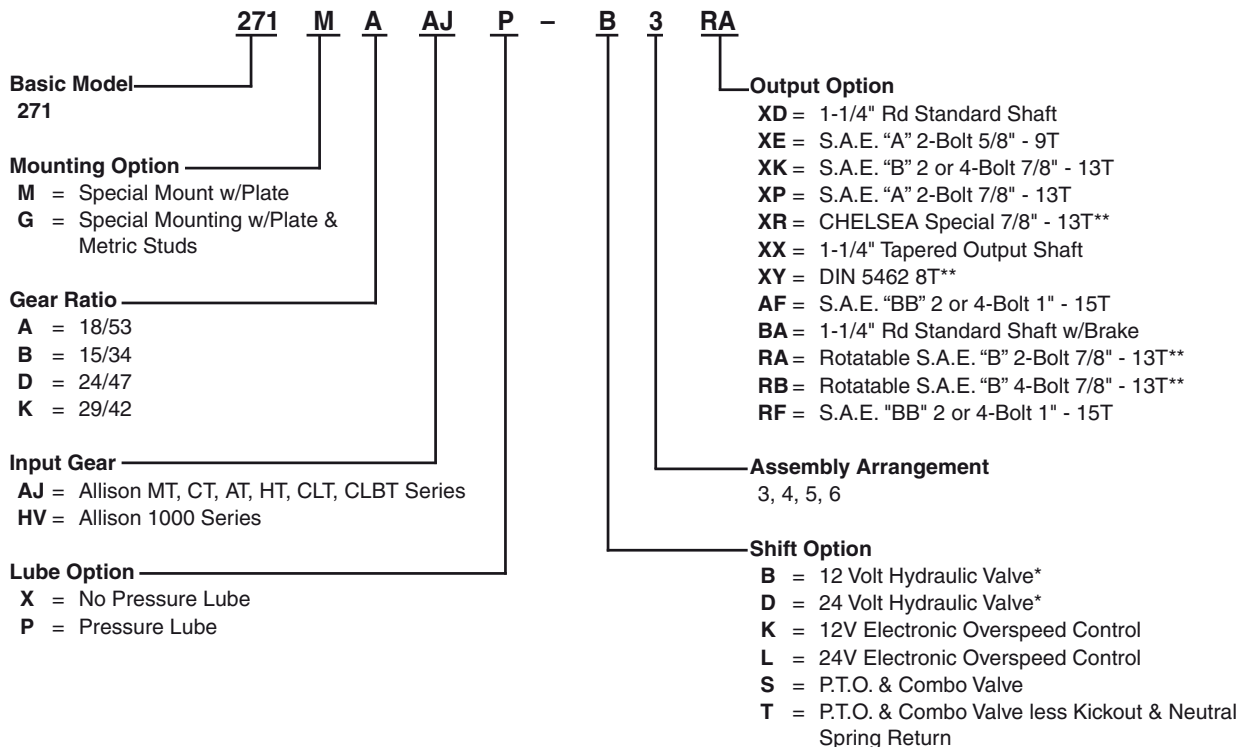 271 M A AJ P – B 3 RA
Basic Model
271
Mounting Option
M = Special Mount w/Plate
G = Special Mounting w/Plate &
Metric Studs
Gear Ratio
A = 18/53
B = 15/34
D = 24/47
K = 29/42
Input Gear
AJ = Allison MT, CT, AT, HT, CLT, CLBT Series
HV = Allison 1000 Series
Lube Option
X = No Pressure Lube
P = Pressure Lube
Output Option
XD = 1-1/4" Rd Standard Shaft
XE = S.A.E. “A” 2-Bolt 5/8" - 9T
XK = S.A.E. “B” 2 or 4-Bolt 7/8" - 13T
XP = S.A.E. “A” 2-Bolt 7/8" - 13T
XR = CHELSEA Special 7/8" - 13T**
XX = 1-1/4" Tapered Output Shaft
XY = DIN 5462 8T**
AF = S.A.E. “BB” 2 or 4-Bolt 1" - 15T
BA = 1-1/4" Rd Standard Shaft w/Brake
RA = Rotatable S.A.E. “B” 2-Bolt 7/8" - 13T**
RB = Rotatable S.A.E. “B” 4-Bolt 7/8" - 13T**
RF = S.A.E. "BB" 2 or 4-Bolt 1" - 15T
Assembly Arrangement
3, 4, 5, 6
Shift Option
B = 12 Volt Hydraulic Valve*
D = 24 Volt Hydraulic Valve*
K = 12V Electronic Overspeed Control
L = 24V Electronic Overspeed Control
S = P.T.O. & Combo Valve
T = P.T.O. & Combo Valve less Kickout & Neutral
Spring Return